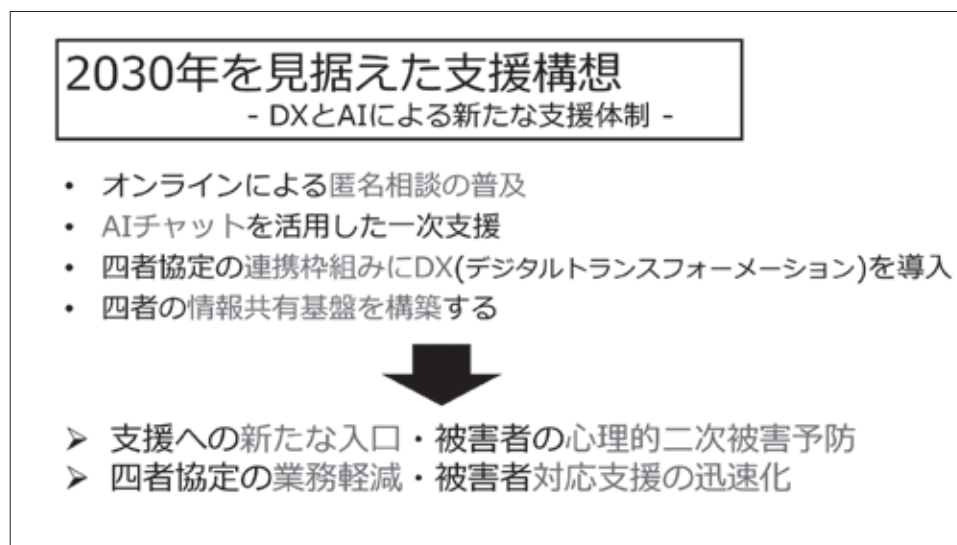 2030年を見据えた支援構想
- DXとAIによる新たな支援体制 -
• オンラインによる匿名相談の普及
• AIチャットを活用した一次支援
• 四者協定の連携枠組みにDX(デジタルトランスフォーメーション)を導入
• 四者の情報共有基盤を構築する
➢ 支援への新たな入口・被害者の心理的二次被害予防
➢ 四者協定の業務軽減・被害者対応支援の迅速化